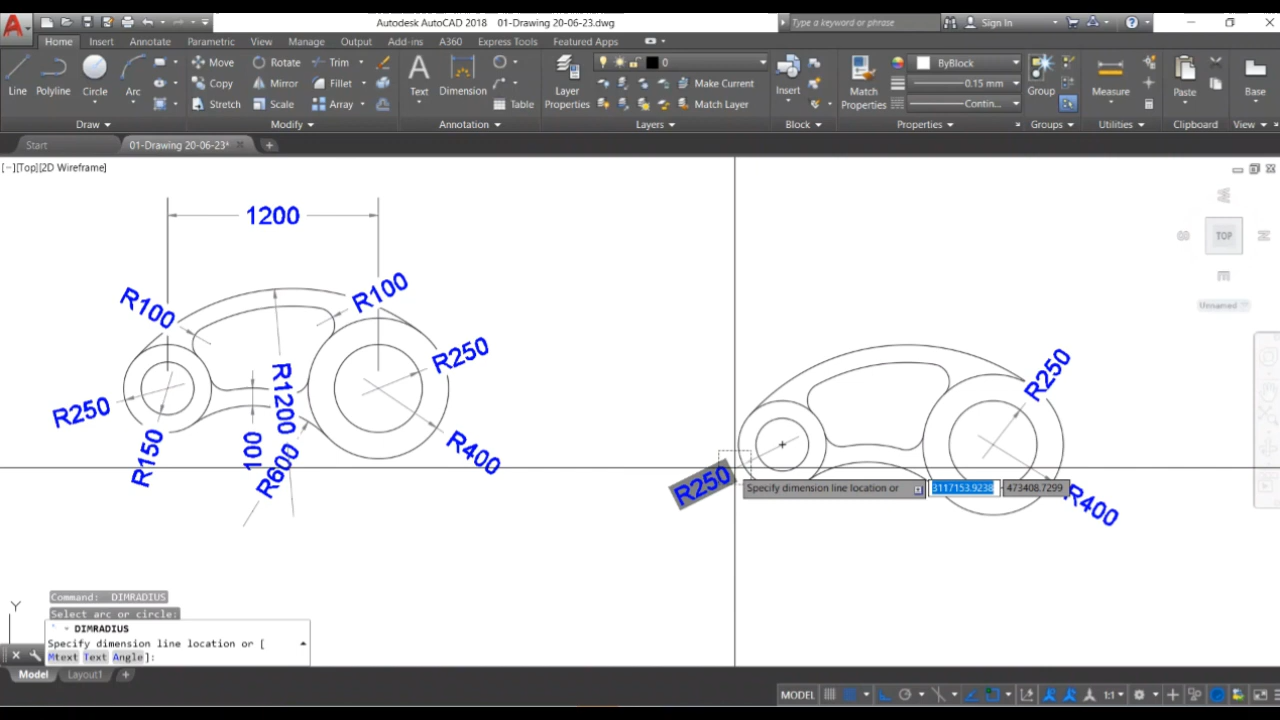 Autodesk AutoCAD 2018 01-Drawing 20-06-23.dwg
Type a keyword or phrase
Sign In
Home Insert Annotate Parametric View Manage Output Add-ins A360 Express Tools Featured Apps
Line
Polyline
Circle
Arc
Move
Rotate
Trim
Copy
Mirror
Fillet
Stretch
Scale
Array
Text
Dimension
Table
Layer
Properties
0
Make Current
Match Layer
Insert
Match
Properties
ByBlock
0.15 mm
Contin...
Group
Measure
Paste
Base
Draw Modify Annotation Layers Block Properties Groups Utilities Clipboard View
Start
01-Drawing 20-06-23*
[−][Top][2D Wireframe]
1200
R100
R100
R250
R250
R150
R1200
100
R600
R400
R250
R250
R400
TOP
W
S
N
E
Unnamed
Specify dimension line location or
3117153.9238
473408.7299
Command: DIMRADIUS
Select arc or circle:
DIMRADIUS
Specify dimension line location or [
Mtext Text Angle]:
Y
Model Layout1
MODEL
1:1